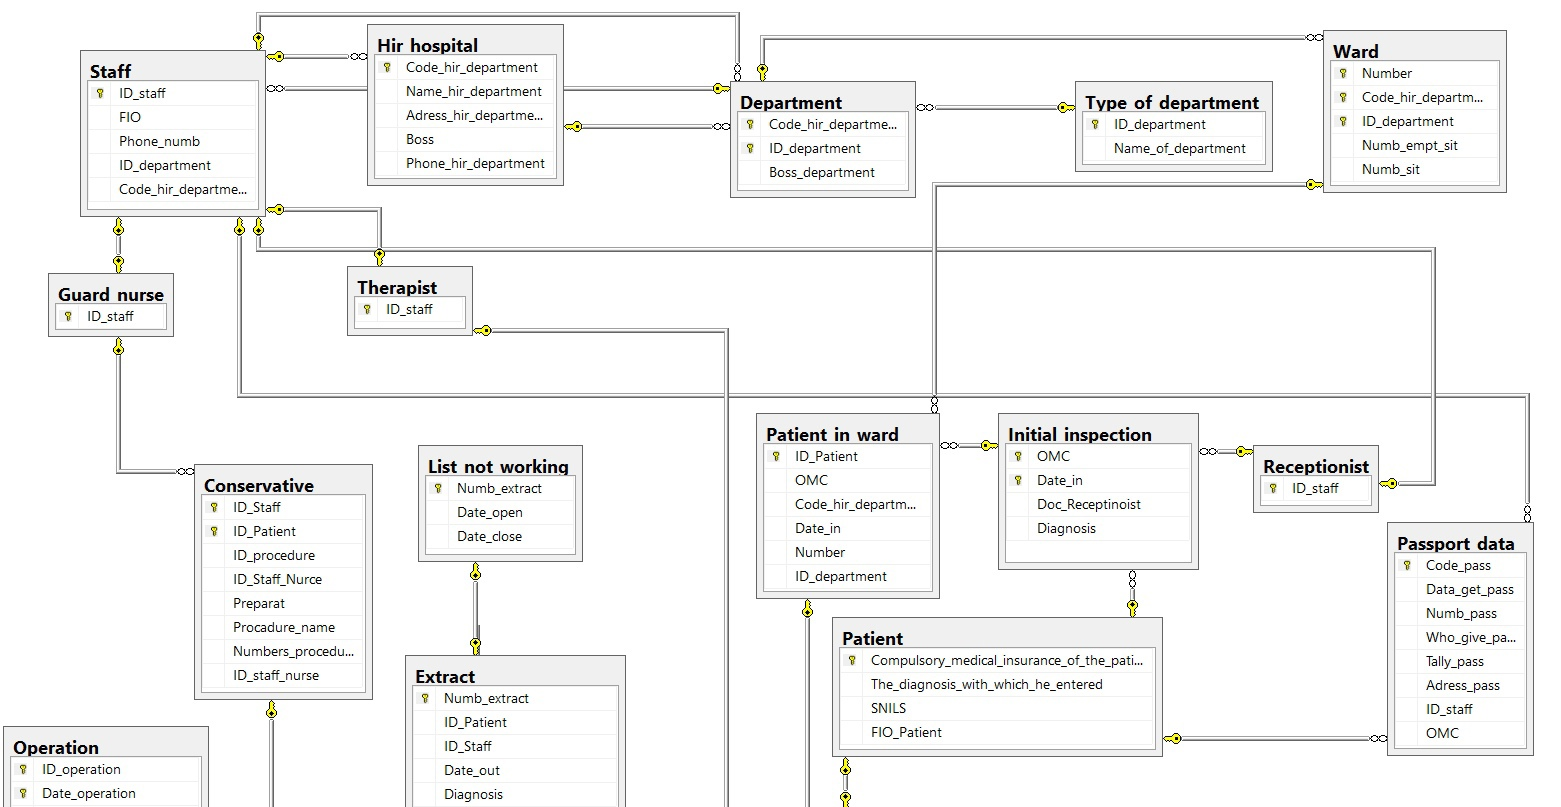 Staff
ID_staff
FIO
Phone_numb
ID_department
Code_hir_departme...
Hir hospital
Code_hir_department
Name_hir_department
Adress_hir_departme...
Boss
Phone_hir_department
Department
Code_hir_departme...
ID_department
Boss_department
Type of department
ID_department
Name_of_department
Ward
Number
Code_hir_departm...
ID_department
Numb_empt_sit
Numb_sit
Guard nurse
ID_staff
Therapist
ID_staff
Conservative
ID_Staff
ID_Patient
ID_procedure
ID_Staff_Nurce
Preparat
Procadure_name
Numbers_procedu...
ID_staff_nurse
List not working
Numb_extract
Date_open
Date_close
Patient in ward
ID_Patient
OMC
Code_hir_departm...
Date_in
Number
ID_department
Initial inspection
OMC
Date_in
Doc_Receptinoist
Diagnosis
Receptionist
ID_staff
Passport data
Code_pass
Data_get_pass
Numb_pass
Who_give_pa...
Tally_pass
Adress_pass
ID_staff
OMC
Patient
Compulsory_medical_insurance_of_the_pati...
The_diagnosis_with_which_he_entered
SNILS
FIO_Patient
Extract
Numb_extract
ID_Patient
ID_Staff
Date_out
Diagnosis
Operation
ID_operation
Date_operation